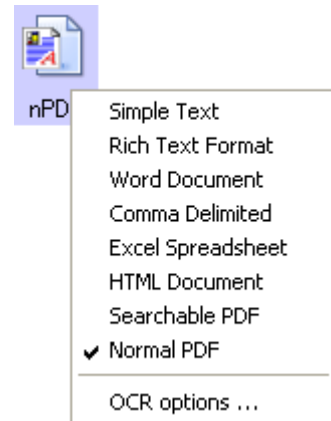 nPD
Simple Text
Rich Text Format
Word Document
Comma Delimited
Excel Spreadsheet
HTML Document
Searchable PDF
Normal PDF
OCR options ...